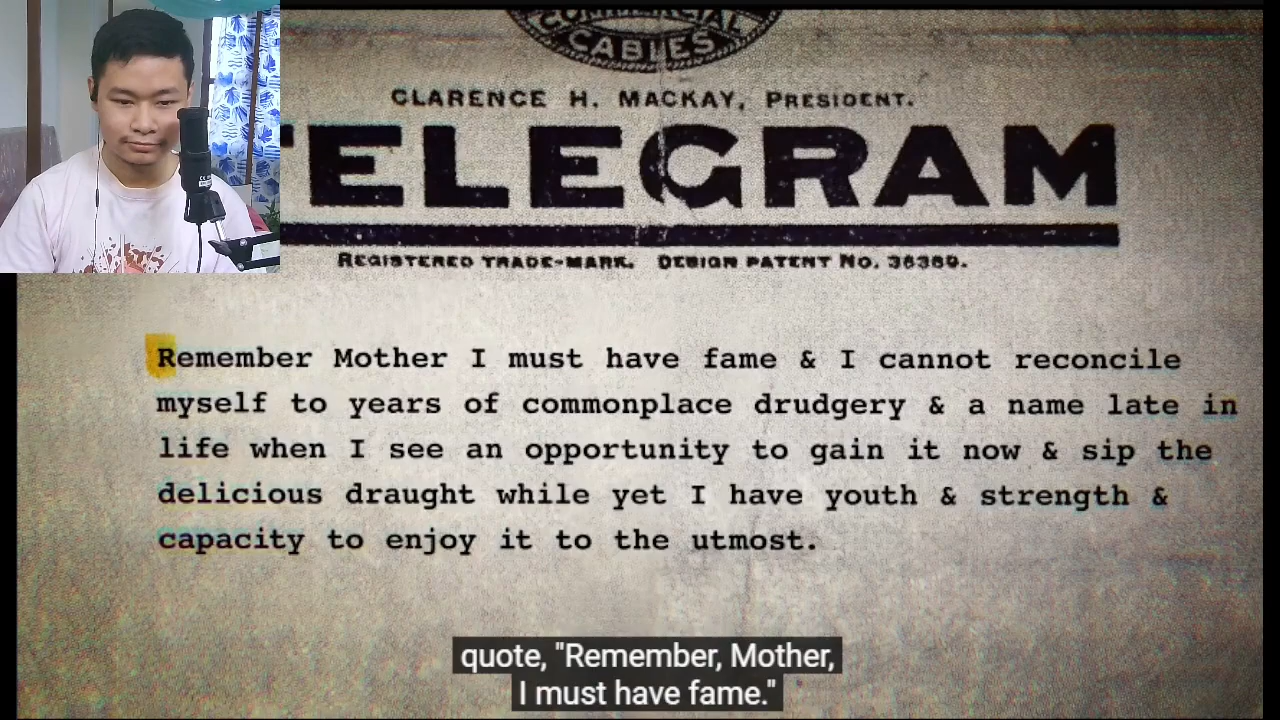 COMMERCIAL
CABLES
CLARENCE H. MACKAY, PRESIDENT.
TELEGRAM
REGISTERED TRADE-MARK. DESIGN PATENT No. 36369.
Remember Mother I must have fame & I cannot reconcile
myself to years of commonplace drudgery & a name late in
life when I see an opportunity to gain it now & sip the
delicious draught while yet I have youth & strength &
capacity to enjoy it to the utmost.
quote, "Remember, Mother,
I must have fame."